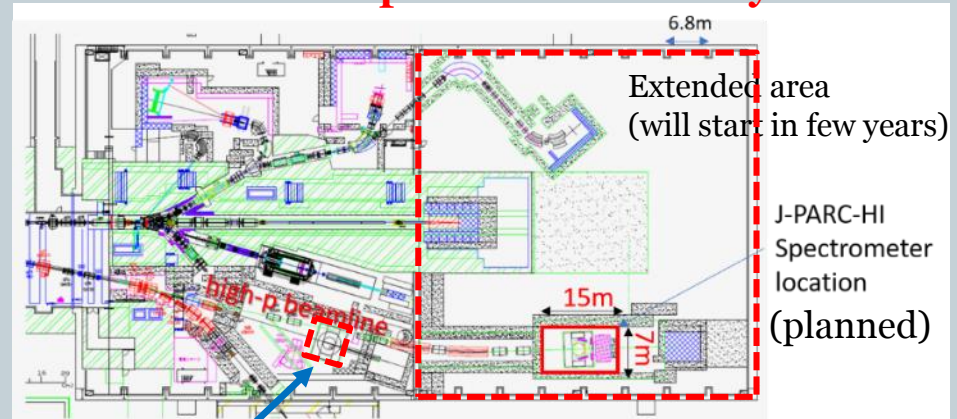 6.8m
Extended area
(will start in few years)
J-PARC-HI
Spectrometer
location
(planned)
high-p beamline
15m
7m